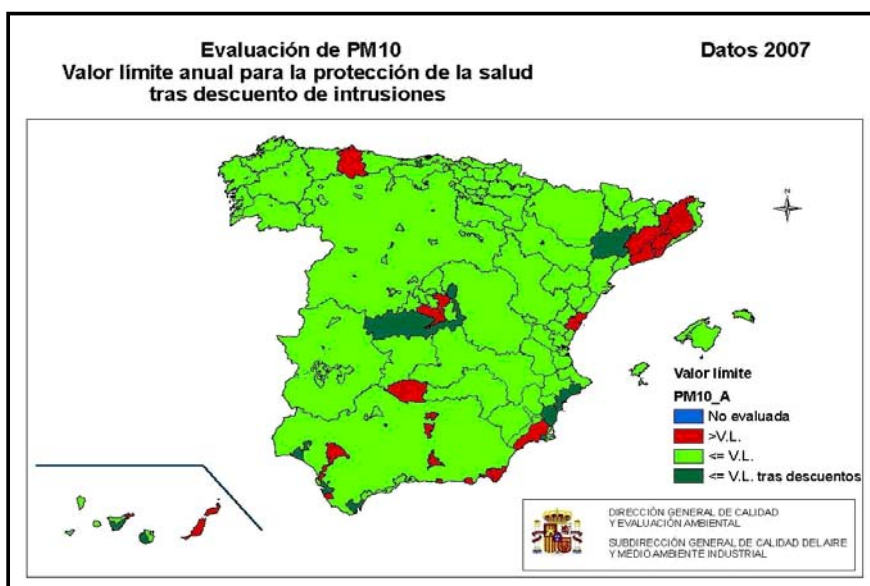 Evaluación de PM10
Valor límite anual para la protección de la salud
tras descuento de intrusiones
Datos 2007
N
Valor límite
PM10_A
No evaluada
>V.L.
<= V.L.
<= V.L. tras descuentos
DIRECCIÓN GENERAL DE CALIDAD
Y EVALUACIÓN AMBIENTAL
SUBDIRECCIÓN GENERAL DE CALIDAD DEL AIRE
Y MEDIO AMBIENTE INDUSTRIAL